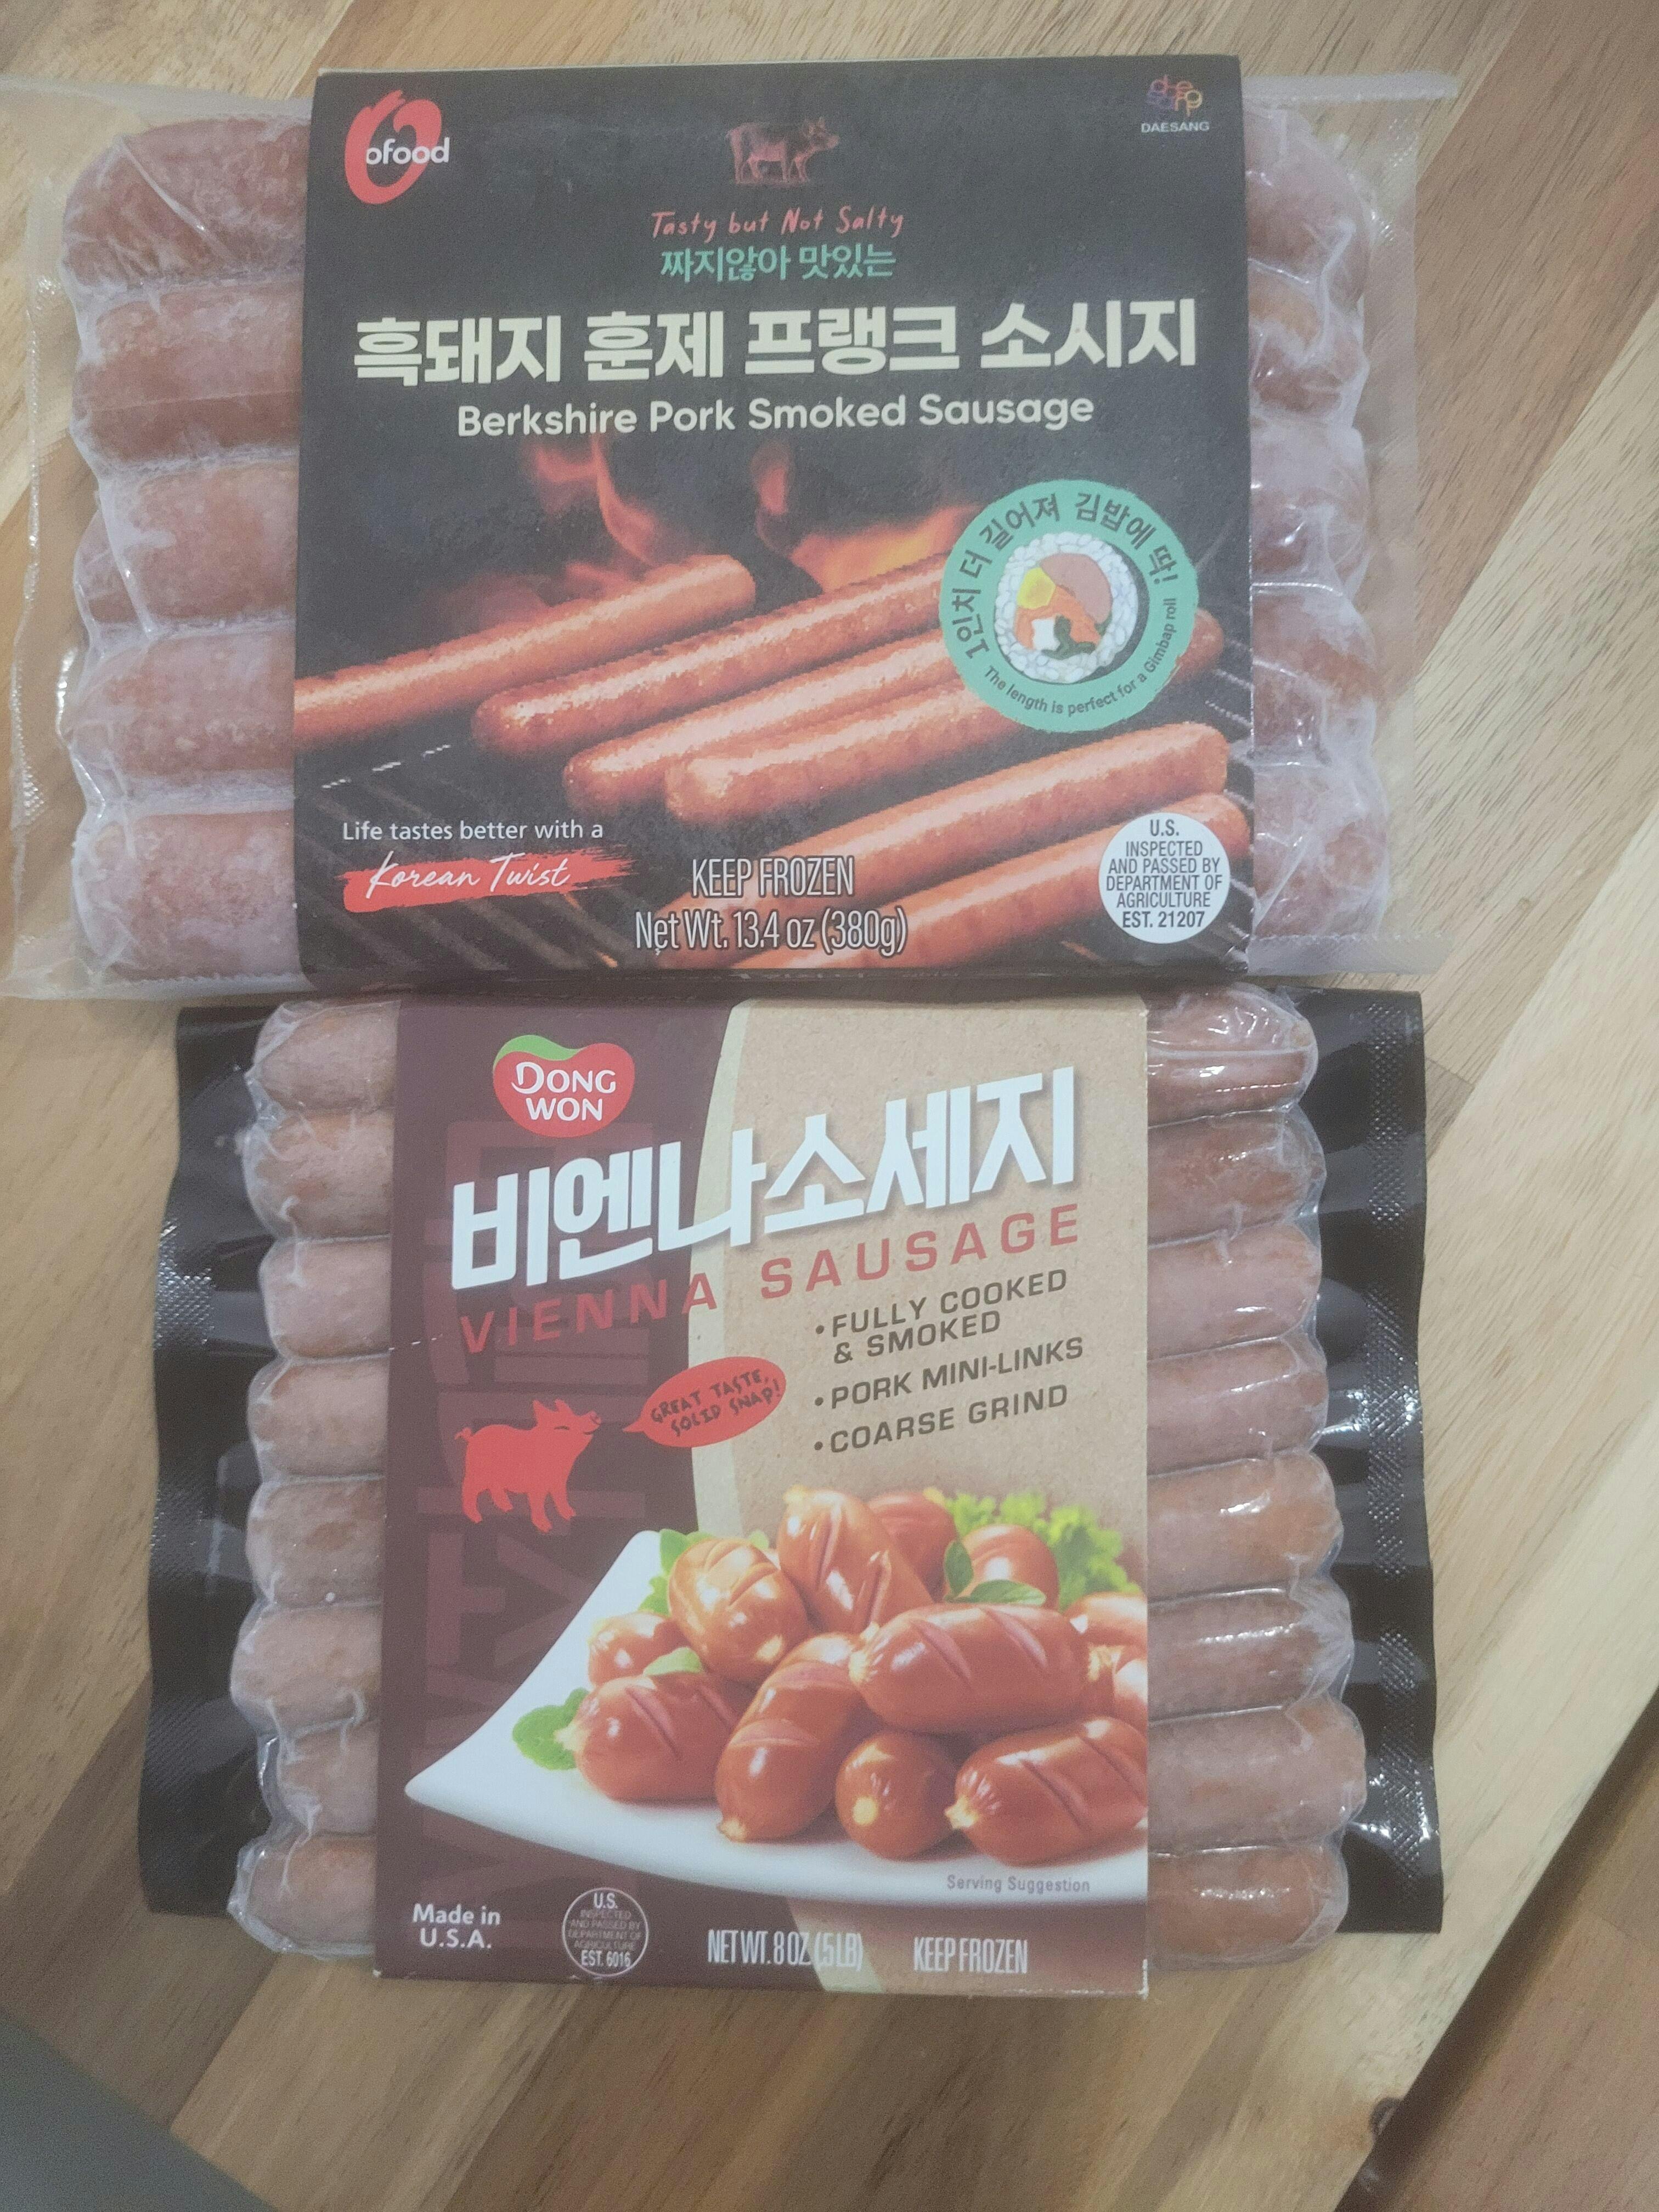 ofood
DAESANG
Tasty but Not Salty
짜지않아 맛있는
흑돼지 훈제 프랭크 소시지
Berkshire Pork Smoked Sausage
1인치 더 길어져 김밥에 딱!
The length is perfect for a Gimbap roll
Life tastes better with a
Korean Twist
KEEP FROZEN
Net Wt. 13.4 oz (380g)
U.S.
INSPECTED
AND PASSED BY
DEPARTMENT OF
AGRICULTURE
EST. 21207
DONG
WON
비엔나소세지
VIENNA SAUSAGE
• FULLY COOKED
& SMOKED
• PORK MINI-LINKS
• COARSE GRIND
GREAT TASTE,
SOLID SNAP!
Serving Suggestion
Made in
U.S.A.
U.S.
INSPECTED
AND PASSED BY
DEPARTMENT OF
AGRICULTURE
EST. 6016
NET WT. 8 OZ (.5LB)
KEEP FROZEN